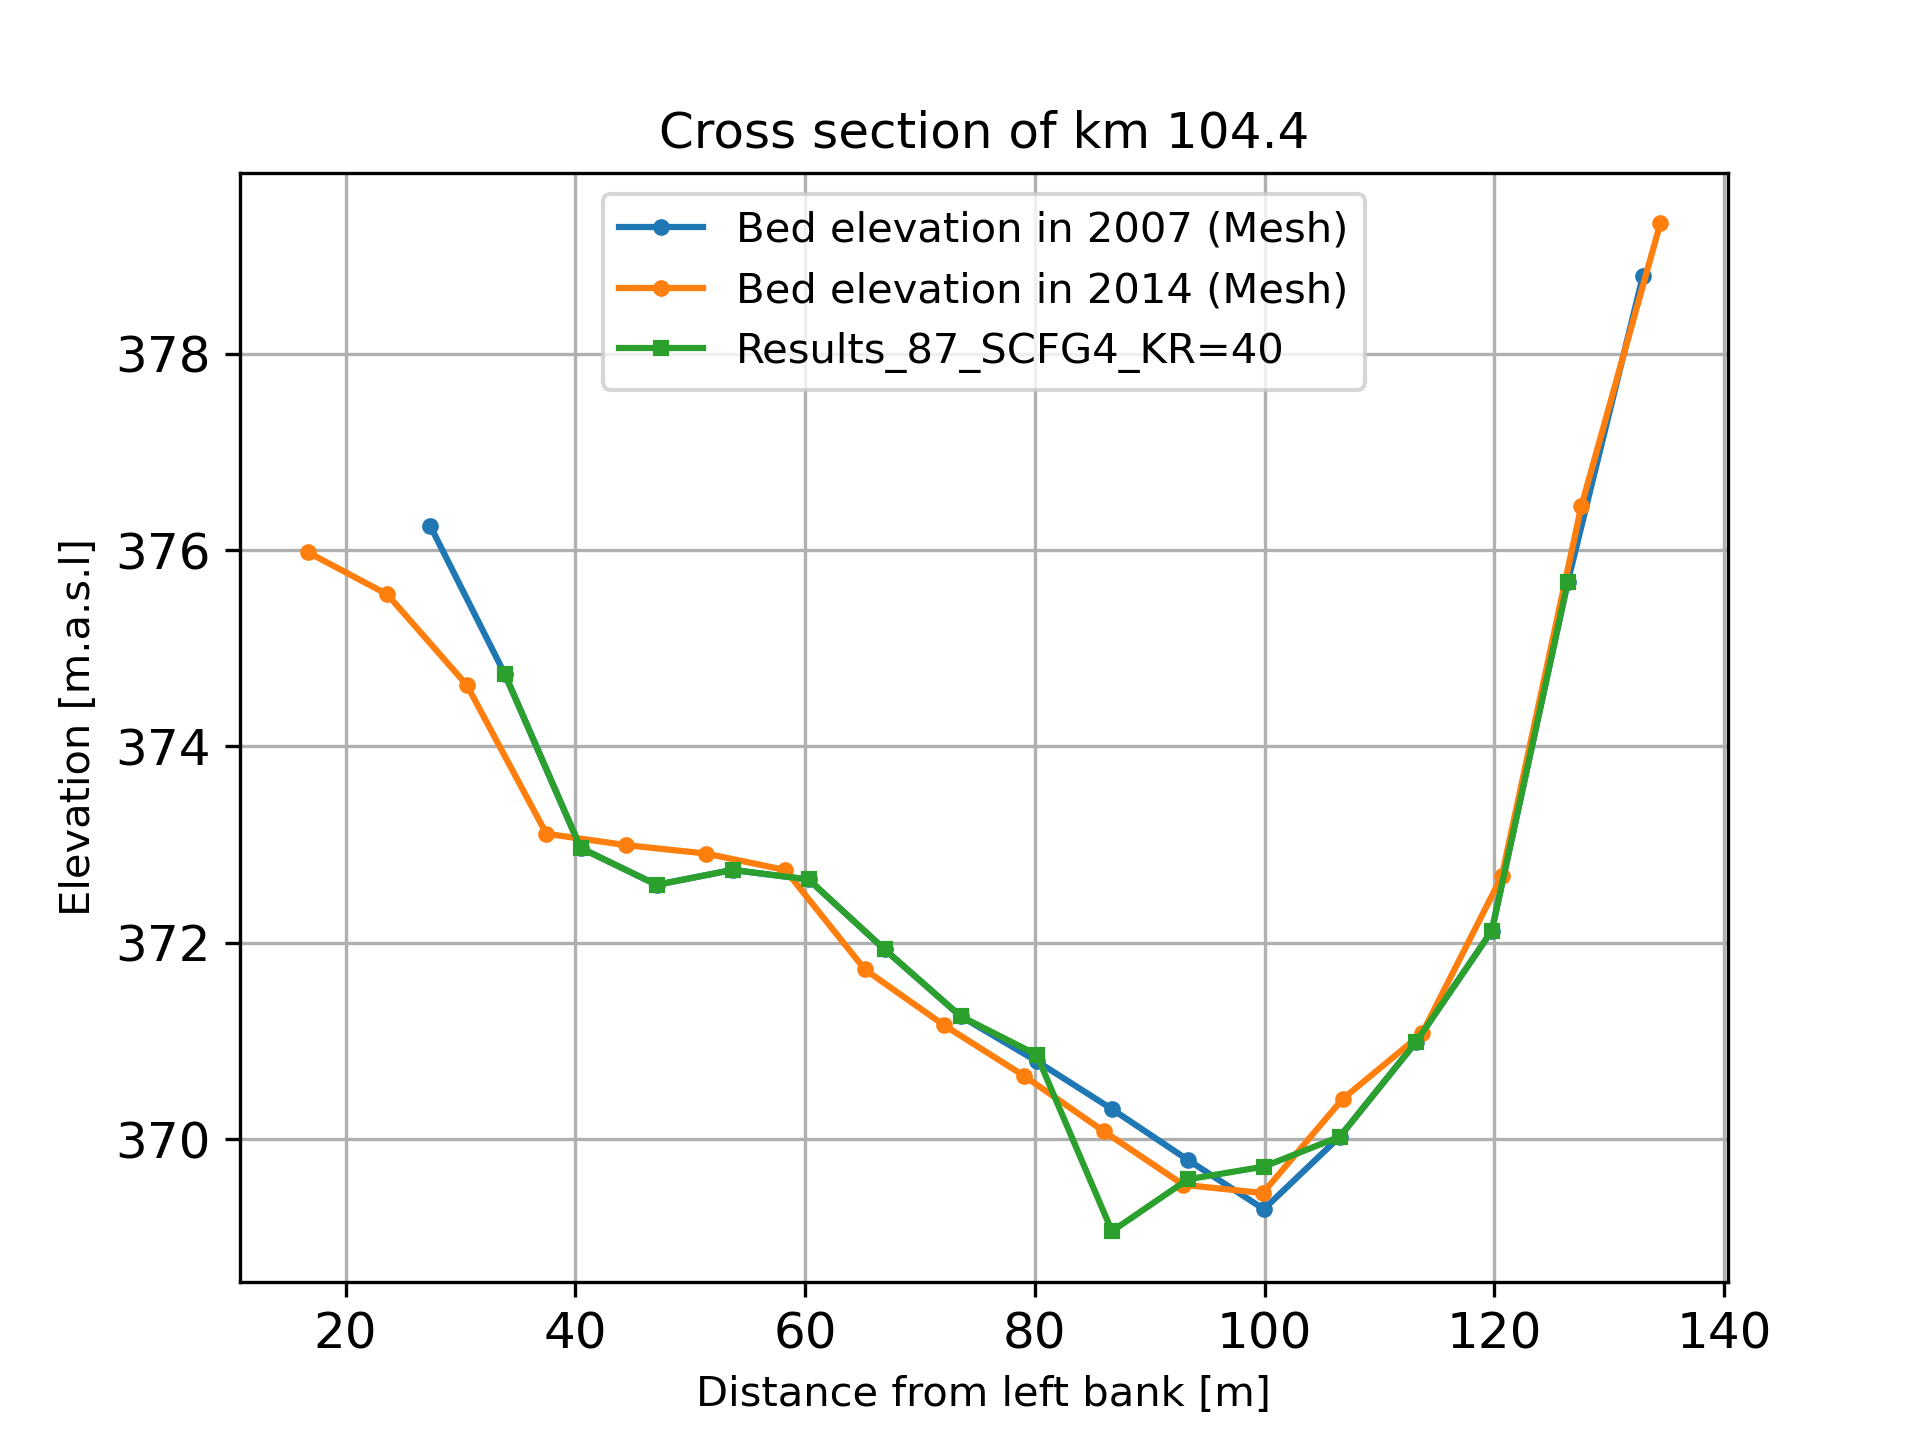 Cross section of km 104.4
Bed elevation in 2007 (Mesh)
Bed elevation in 2014 (Mesh)
Results_87_SCFG4_KR=40
Elevation [m.a.s.l]
378
376
374
372
370
20 40 60 80 100 120 140
Distance from left bank [m]